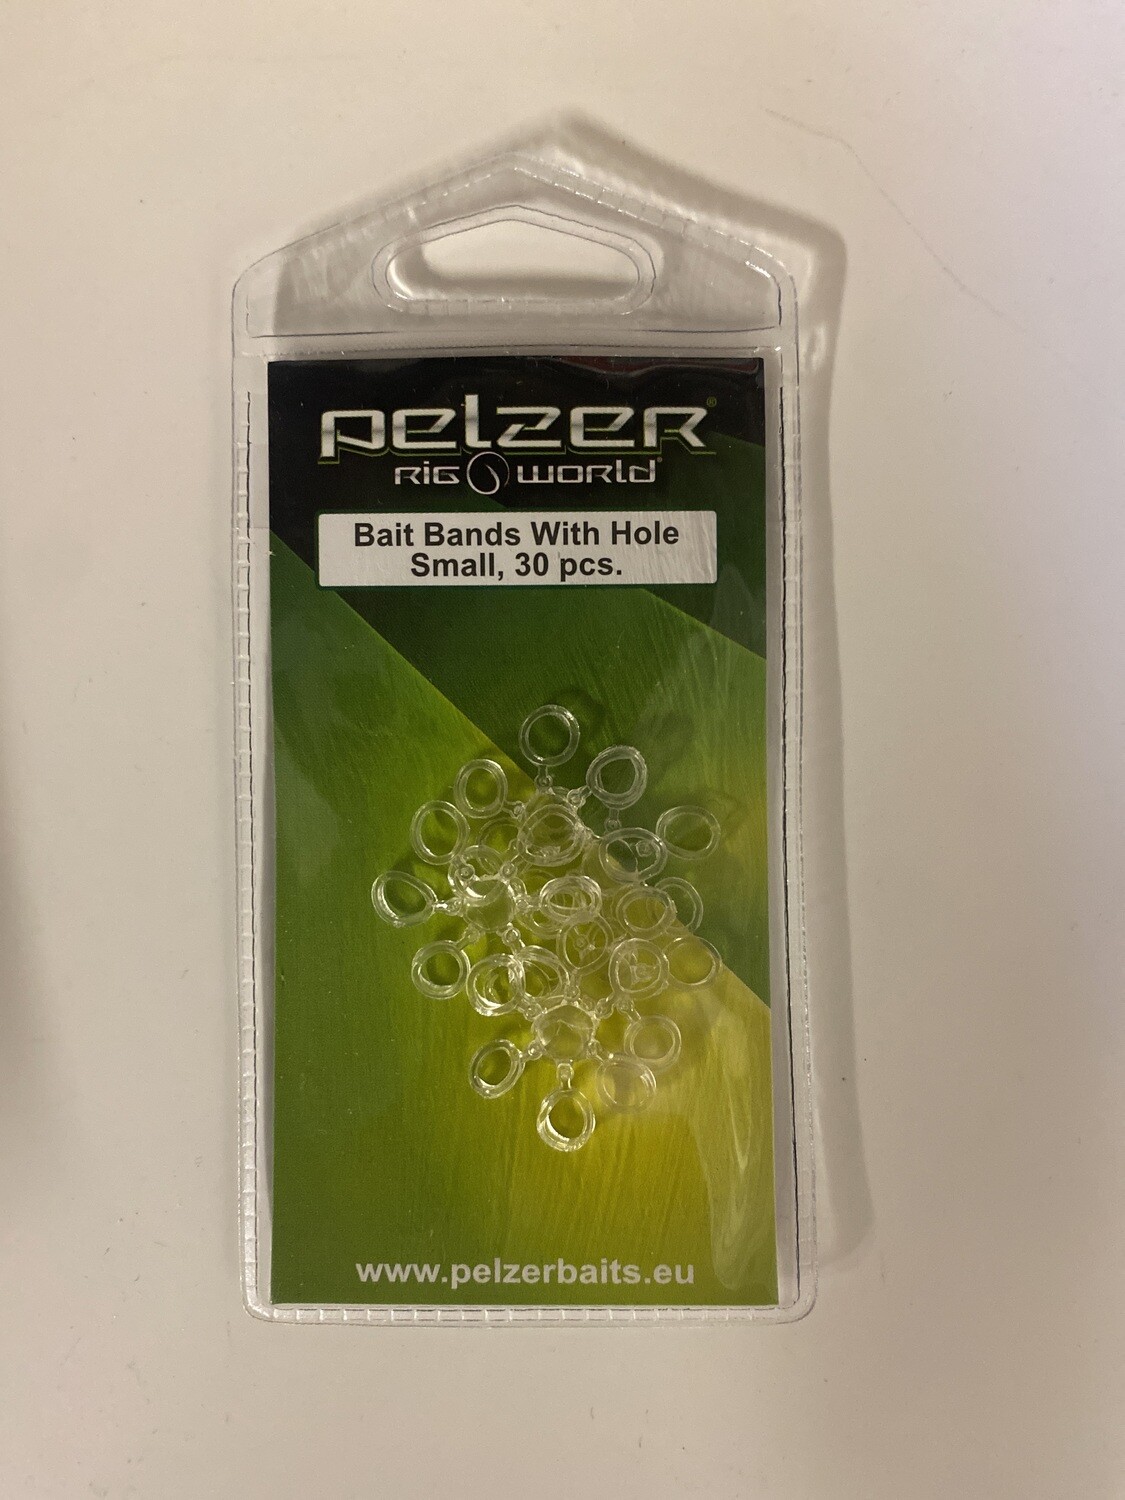 PELZER®
RIG WORLD®
Bait Bands With Hole
Small, 30 pcs.
www.pelzerbaits.eu